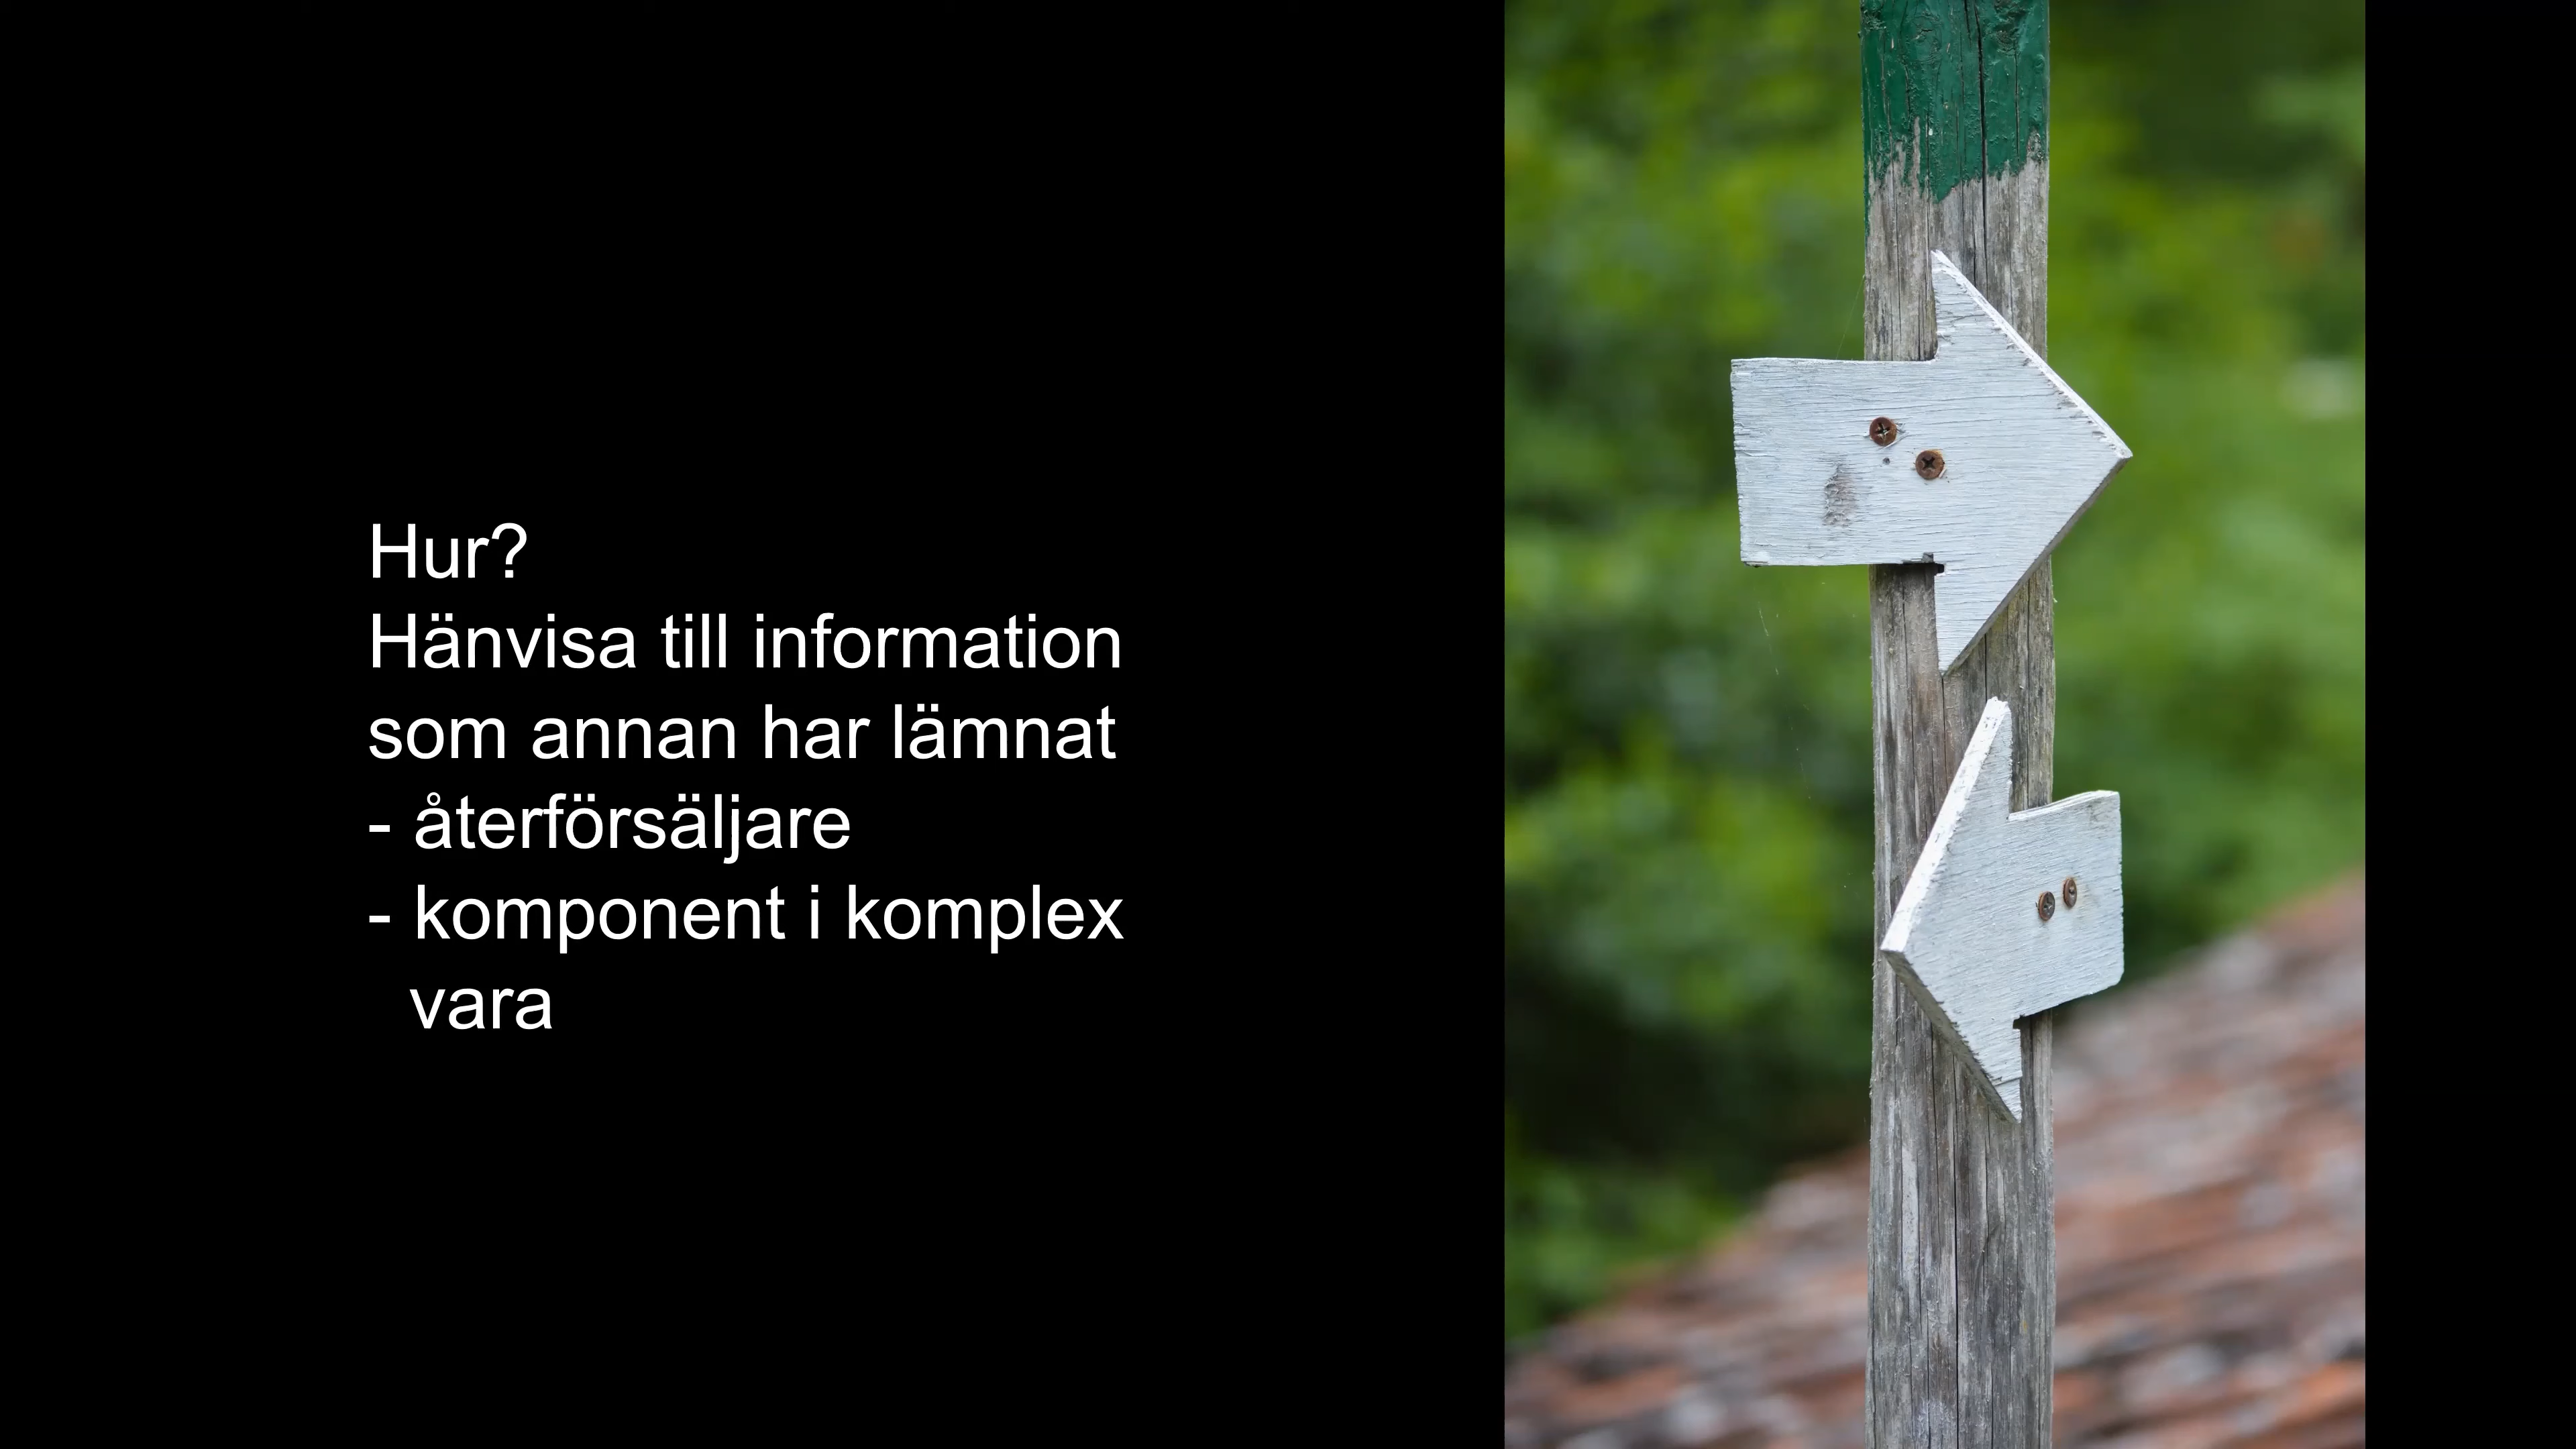 Hur?
Hänvisa till information
som annan har lämnat
- återförsäljare
- komponent i komplex
vara